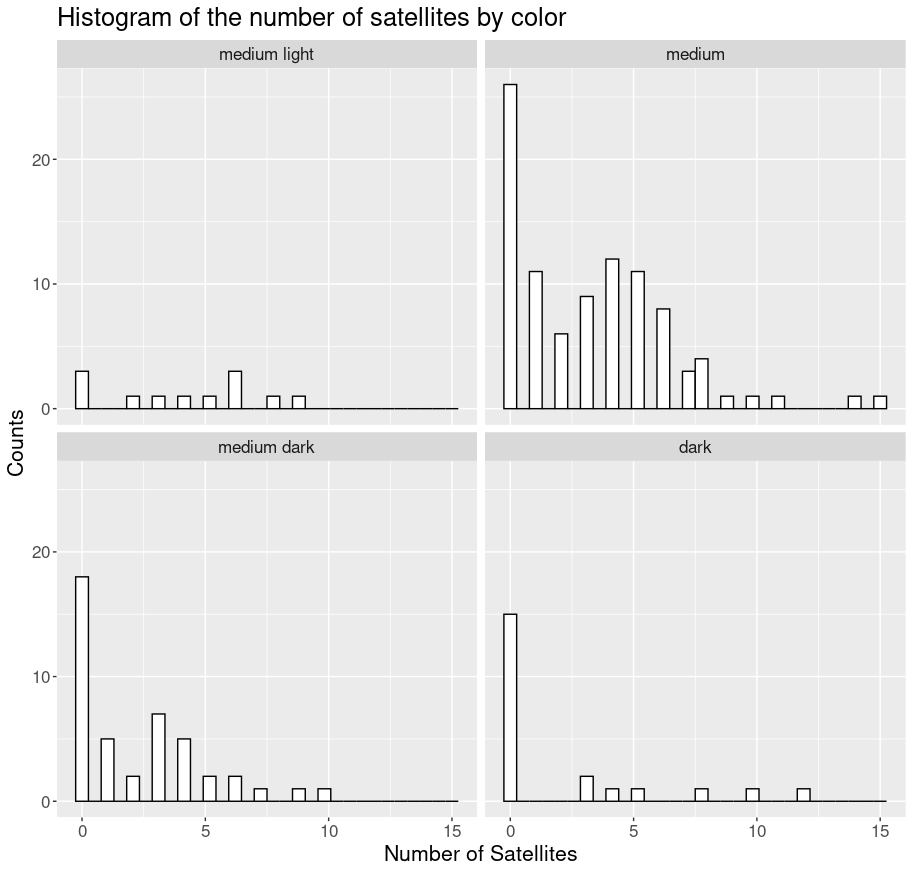 Histogram of the number of satellites by color
medium light
medium
20
10
0
medium dark
dark
20
10
0
0
5
10
15
0
5
10
15
Counts
Number of Satellites